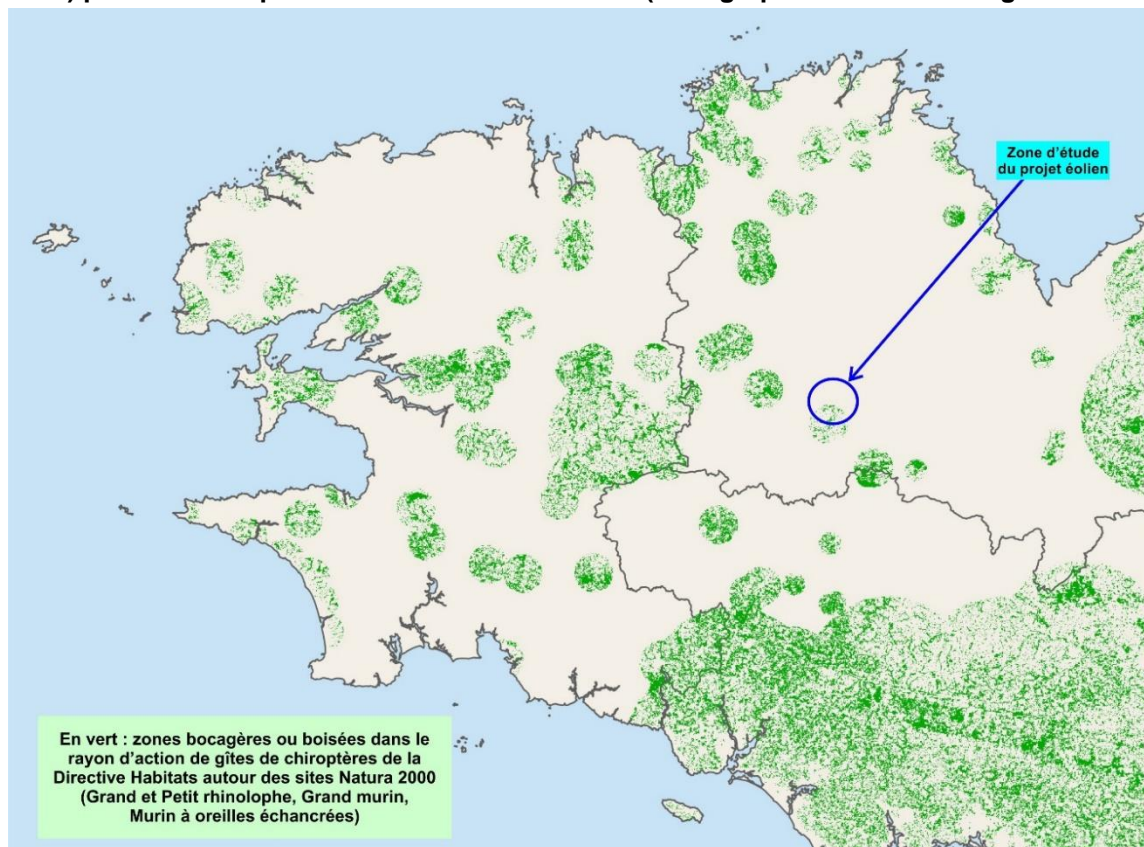 Zone d'étude
du projet éolien
En vert : zones bocagères ou boisées dans le
rayon d'action de gîtes de chiroptères de la
Directive Habitats autour des sites Natura 2000
(Grand et Petit rhinolophe, Grand murin,
Murin à oreilles échancrées)